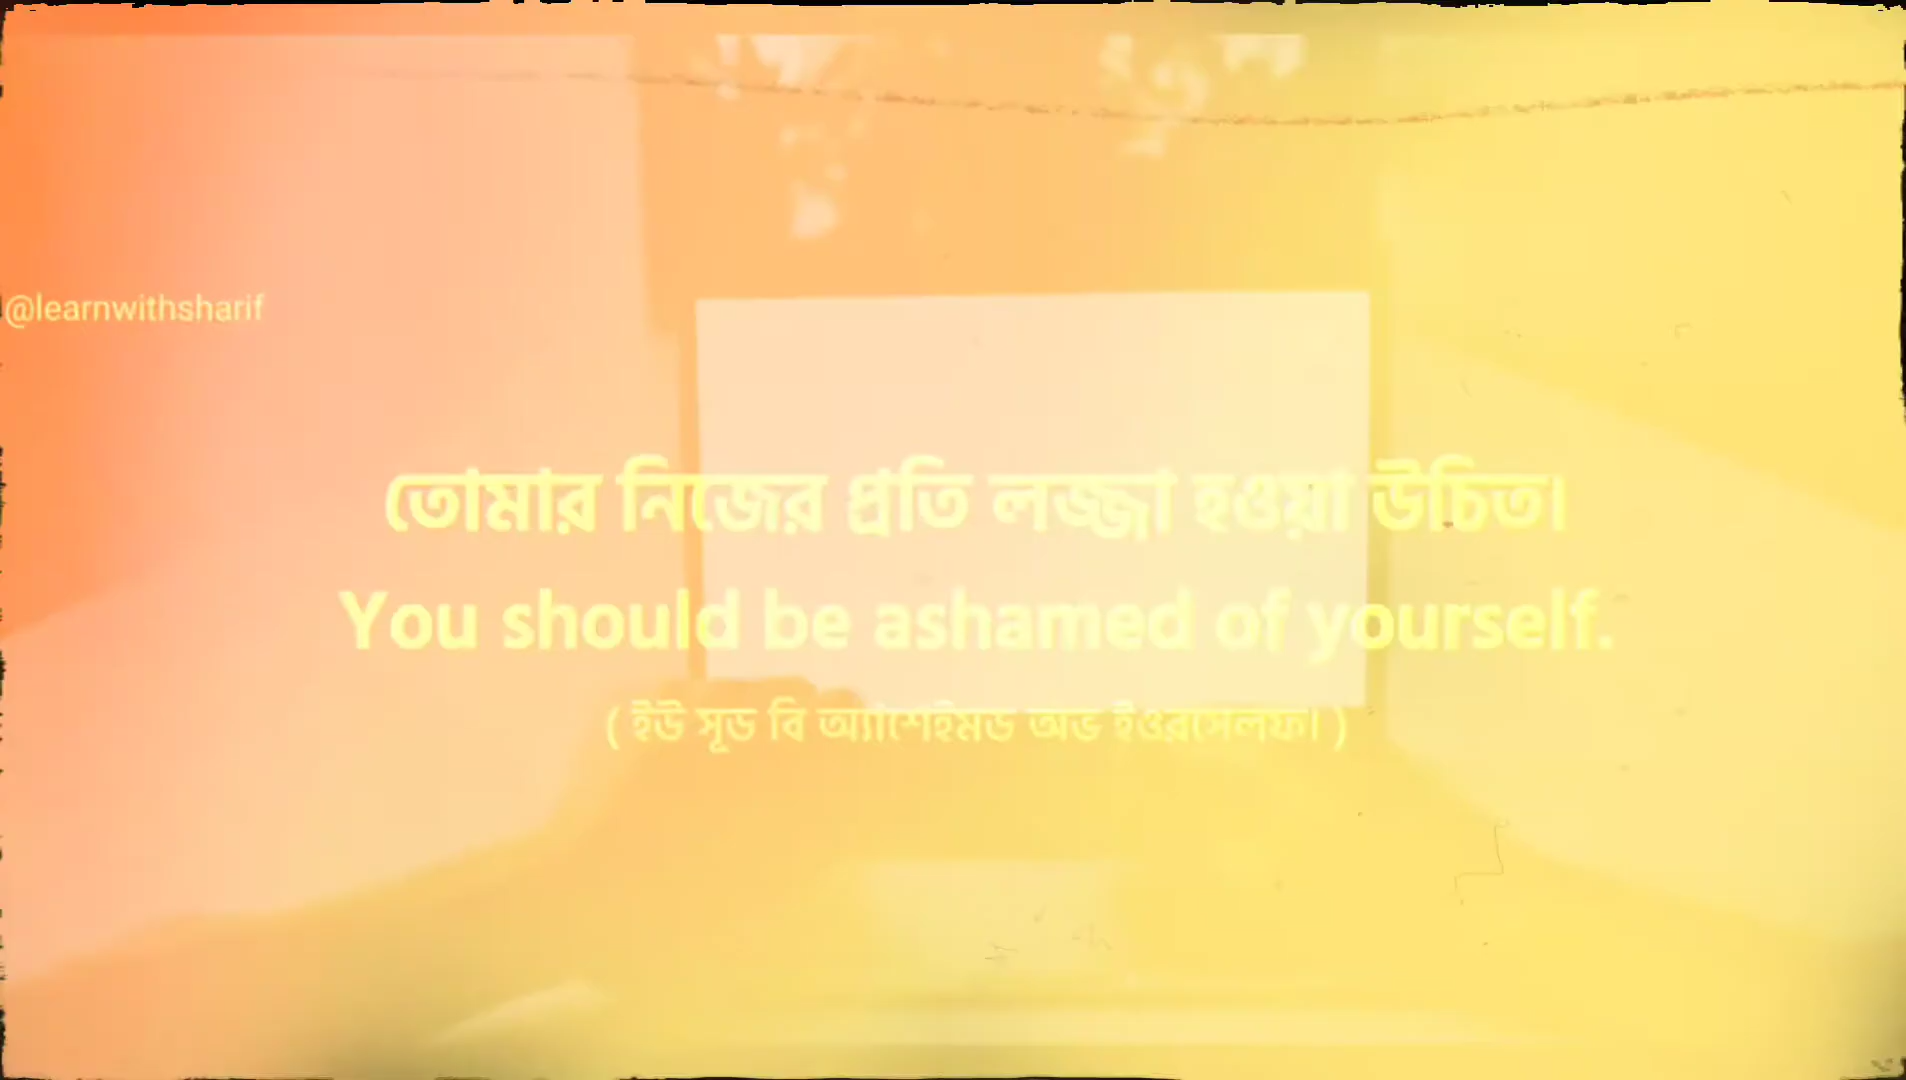 @learnwithsharif
তোমার নিজের প্রতি লজ্জা হওয়া উচিত।
You should be ashamed of yourself.
( ইউ সূড বি অ্যাশেইমড অভ ইওরসেলফ। )